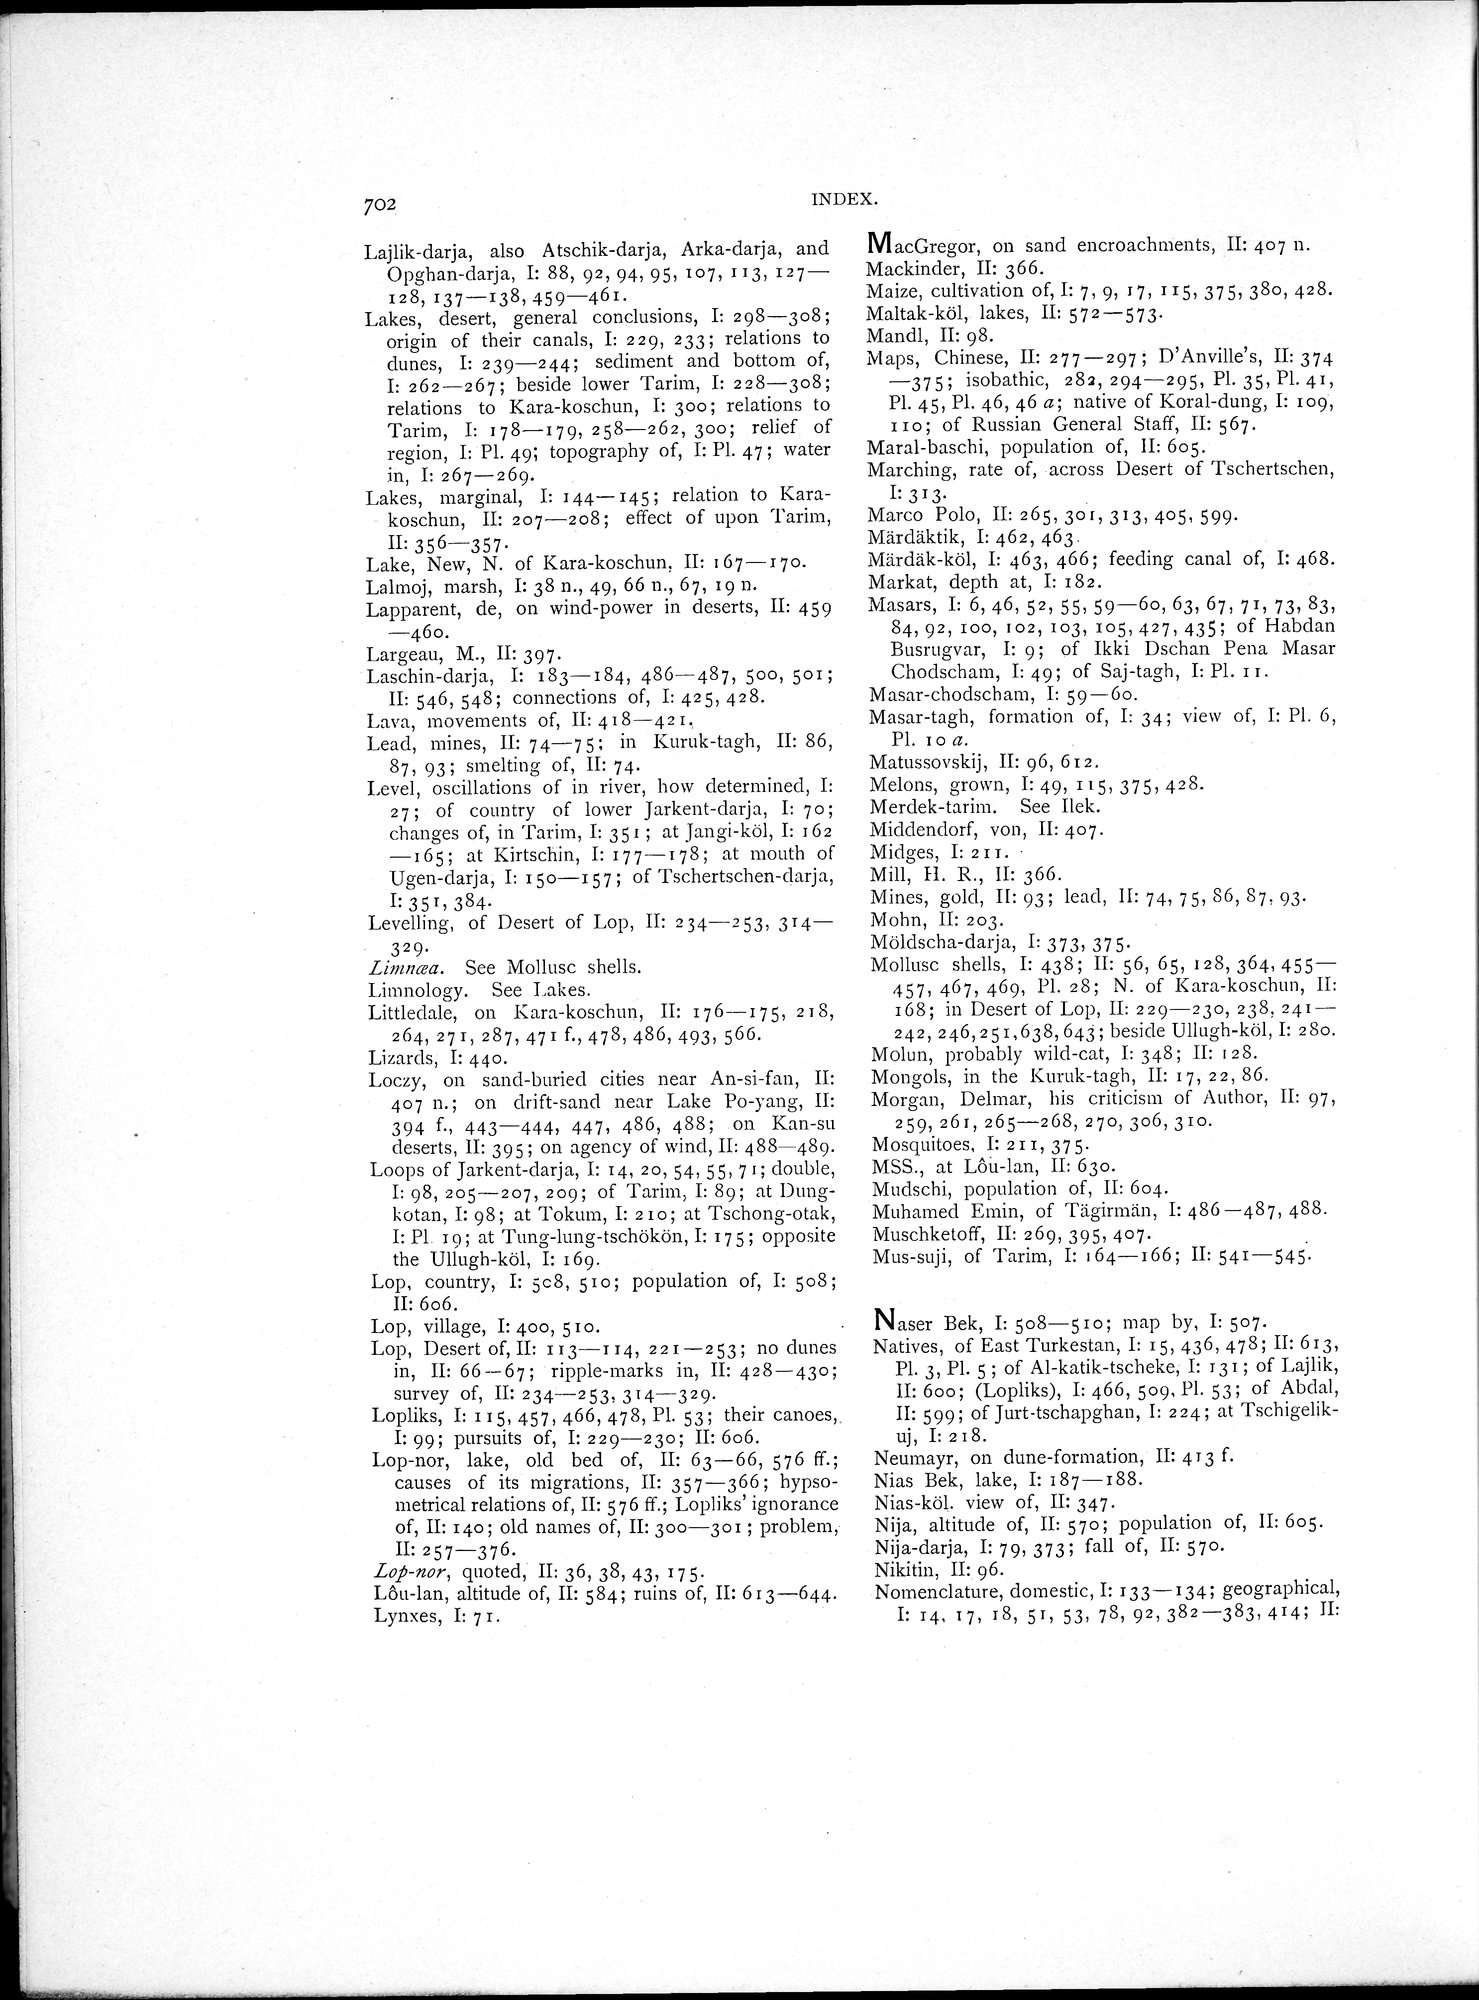 702
INDEX.
Lajlik-darja, also Atschik-darja, Arka-darja, and
Opghan-darja, I: 88, 92, 94, 95, 107, 113, 127—
128, 137—138, 459—461.
Lakes, desert, general conclusions, I: 298—308;
origin of their canals, I: 229, 233; relations to
dunes, I: 239—244; sediment and bottom of,
I: 262—267; beside lower Tarim, I: 228—308;
relations to Kara-koschun, I: 300; relations to
Tarim, I: 178—179, 258—262, 300; relief of
region, I: Pl. 49; topography of, I: Pl. 47; water
in, I: 267—269.
Lakes, marginal, I: 144—145; relation to Kara-
koschun, II: 207—208; effect of upon Tarim,
II: 356—357.
Lake, New, N. of Kara-koschun, II: 167—170.
Lalmoj, marsh, I: 38 n., 49, 66 n., 67, 19 n.
Lapparent, de, on wind-power in deserts, II: 459
—460.
Largeau, M., II: 397.
Laschin-darja, I: 183—184, 486—487, 500, 501;
II: 546, 548; connections of, I: 425, 428.
Lava, movements of, II: 418—421.
Lead, mines, II: 74—75; in Kuruk-tagh, II: 86,
87, 93; smelting of, II: 74.
Level, oscillations of in river, how determined, I:
27; of country of lower Jarkent-darja, I: 70;
changes of, in Tarim, I: 351; at Jangi-köl, I: 162
—165; at Kirtschin, I: 177—178; at mouth of
Ugen-darja, I: 150—157; of Tschertschen-darja,
I: 351, 384.
Levelling, of Desert of Lop, II: 234—253, 314—
329.
Limnœa. See Mollusc shells.
Limnology. See Lakes.
Littledale, on Kara-koschun, II: 176—175, 218,
264, 271, 287, 471 f., 478, 486, 493, 566.
Lizards, I: 440.
Loczy, on sand-buried cities near An-si-fan, II:
407 n.; on drift-sand near Lake Po-yang, II:
394 f., 443—444, 447, 486, 488; on Kan-su
deserts, II: 395; on agency of wind, II: 488—489.
Loops of Jarkent-darja, I: 14, 20, 54, 55, 71; double,
I: 98, 205—207, 209; of Tarim, I: 89; at Dung-
kotan, I: 98; at Tokum, I: 210; at Tschong-otak,
I: Pl 19; at Tung-lung-tschökön, I: 175; opposite
the Ullugh-köl, I: 169.
Lop, country, I: 508, 510; population of, I: 508;
II: 606.
Lop, village, I: 400, 510.
Lop, Desert of, II: 113—114, 221—253; no dunes
in, II: 66—67; ripple-marks in, II: 428—430;
survey of, II: 234—253, 314—329.
Lopliks, I: 115, 457, 466, 478, Pl. 53; their canoes,
I: 99; pursuits of, I: 229—230; II: 606.
Lop-nor, lake, old bed of, II: 63—66, 576 ff.;
causes of its migrations, II: 357—366; hypso-
metrical relations of, II: 576 ff.; Lopliks' ignorance
of, II: 140; old names of, II: 300—301; problem,
II: 257—376.
Lop-nor, quoted, II: 36, 38, 43, 175.
Lôu-lan, altitude of, II: 584; ruins of, II: 613—644.
Lynxes, I: 71.
MacGregor, on sand encroachments, II: 407 n.
Mackinder, II: 366.
Maize, cultivation of, I: 7, 9, 17, 115, 375, 380, 428.
Maltak-köl, lakes, II: 572—573.
Mandl, II: 98.
Maps, Chinese, II: 277—297; D'Anville's, II: 374
—375; isobathic, 282, 294—295, Pl. 35, Pl. 41,
Pl. 45, Pl. 46, 46 a; native of Koral-dung, I: 109,
110; of Russian General Staff, II: 567.
Maral-baschi, population of, II: 605.
Marching, rate of, across Desert of Tschertschen,
I: 313.
Marco Polo, II: 265, 301, 313, 405, 599.
Märdäktik, I: 462, 463.
Märdäk-köl, I: 463, 466; feeding canal of, I: 468.
Markat, depth at, I: 182.
Masars, I: 6, 46, 52, 55, 59—60, 63, 67, 71, 73, 83,
84, 92, 100, 102, 103, 105, 427, 435; of Habdan
Busrugvar, I: 9; of Ikki Dschan Pena Masar
Chodscham, I: 49; of Saj-tagh, I: Pl. 11.
Masar-chodscham, I: 59—60.
Masar-tagh, formation of, I: 34; view of, I: Pl. 6,
Pl. 10 a.
Matussovskij, II: 96, 612.
Melons, grown, I: 49, 115, 375, 428.
Merdek-tarim. See Ilek.
Middendorf, von, II: 407.
Midges, I: 211.
Mill, H. R., II: 366.
Mines, gold, II: 93; lead, II: 74, 75, 86, 87, 93.
Mohn, II: 203.
Möldscha-darja, I: 373, 375.
Mollusc shells, I: 438; II: 56, 65, 128, 364, 455—
457, 467, 469, Pl. 28; N. of Kara-koschun, II:
168; in Desert of Lop, II: 229—230, 238, 241—
242, 246, 251, 638, 643; beside Ullugh-köl, I: 280.
Molun, probably wild-cat, I: 348; II: 128.
Mongols, in the Kuruk-tagh, II: 17, 22, 86.
Morgan, Delmar, his criticism of Author, II: 97,
259, 261, 265—268, 270, 306, 310.
Mosquitoes, I: 211, 375.
MSS., at Lôu-lan, II: 630.
Mudschi, population of, II: 604.
Muhamed Emin, of Tägirmän, I: 486—487, 488.
Muschketoff, II: 269, 395, 407.
Mus-suji, of Tarim, I: 164—166; II: 541—545.
Naser Bek, I: 508—510; map by, I: 507.
Natives, of East Turkestan, I: 15, 436, 478; II: 613,
Pl. 3, Pl. 5; of Al-katik-tscheke, I: 131; of Lajlik,
II: 600; (Lopliks), I: 466, 509, Pl. 53; of Abdal,
II: 599; of Jurt-tschapghan, I: 224; at Tschigelik-
uj, I: 218.
Neumayr, on dune-formation, II: 413 f.
Nias Bek, lake, I: 187—188.
Nias-köl. view of, II: 347.
Nija, altitude of, II: 570; population of, II: 605.
Nija-darja, I: 79, 373; fall of, II: 570.
Nikitin, II: 96.
Nomenclature, domestic, I: 133—134; geographical,
I: 14, 17, 18, 51, 53, 78, 92, 382—383, 414; II: